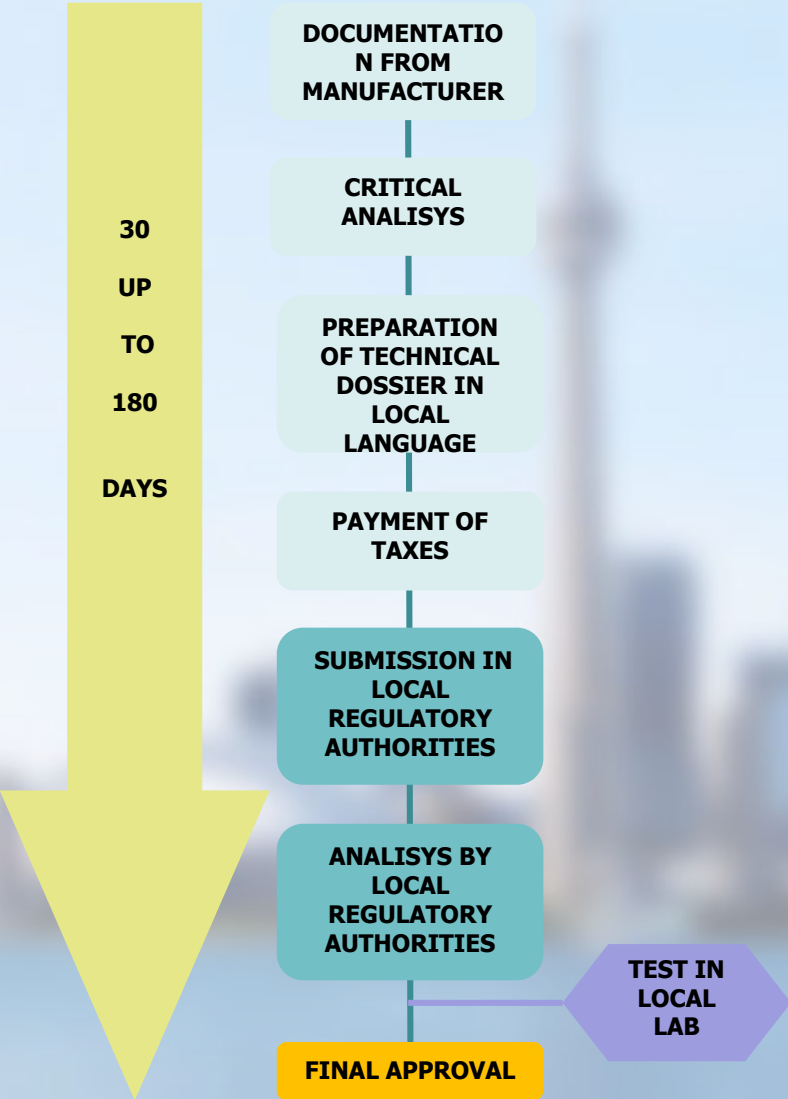 30
UP
TO
180
DAYS
DOCUMENTATIO
N FROM
MANUFACTURER
CRITICAL
ANALISYS
PREPARATION
OF TECHNICAL
DOSSIER IN
LOCAL
LANGUAGE
PAYMENT OF
TAXES
SUBMISSION IN
LOCAL
REGULATORY
AUTHORITIES
ANALISYS BY
LOCAL
REGULATORY
AUTHORITIES
TEST IN
LOCAL
LAB
FINAL APPROVAL